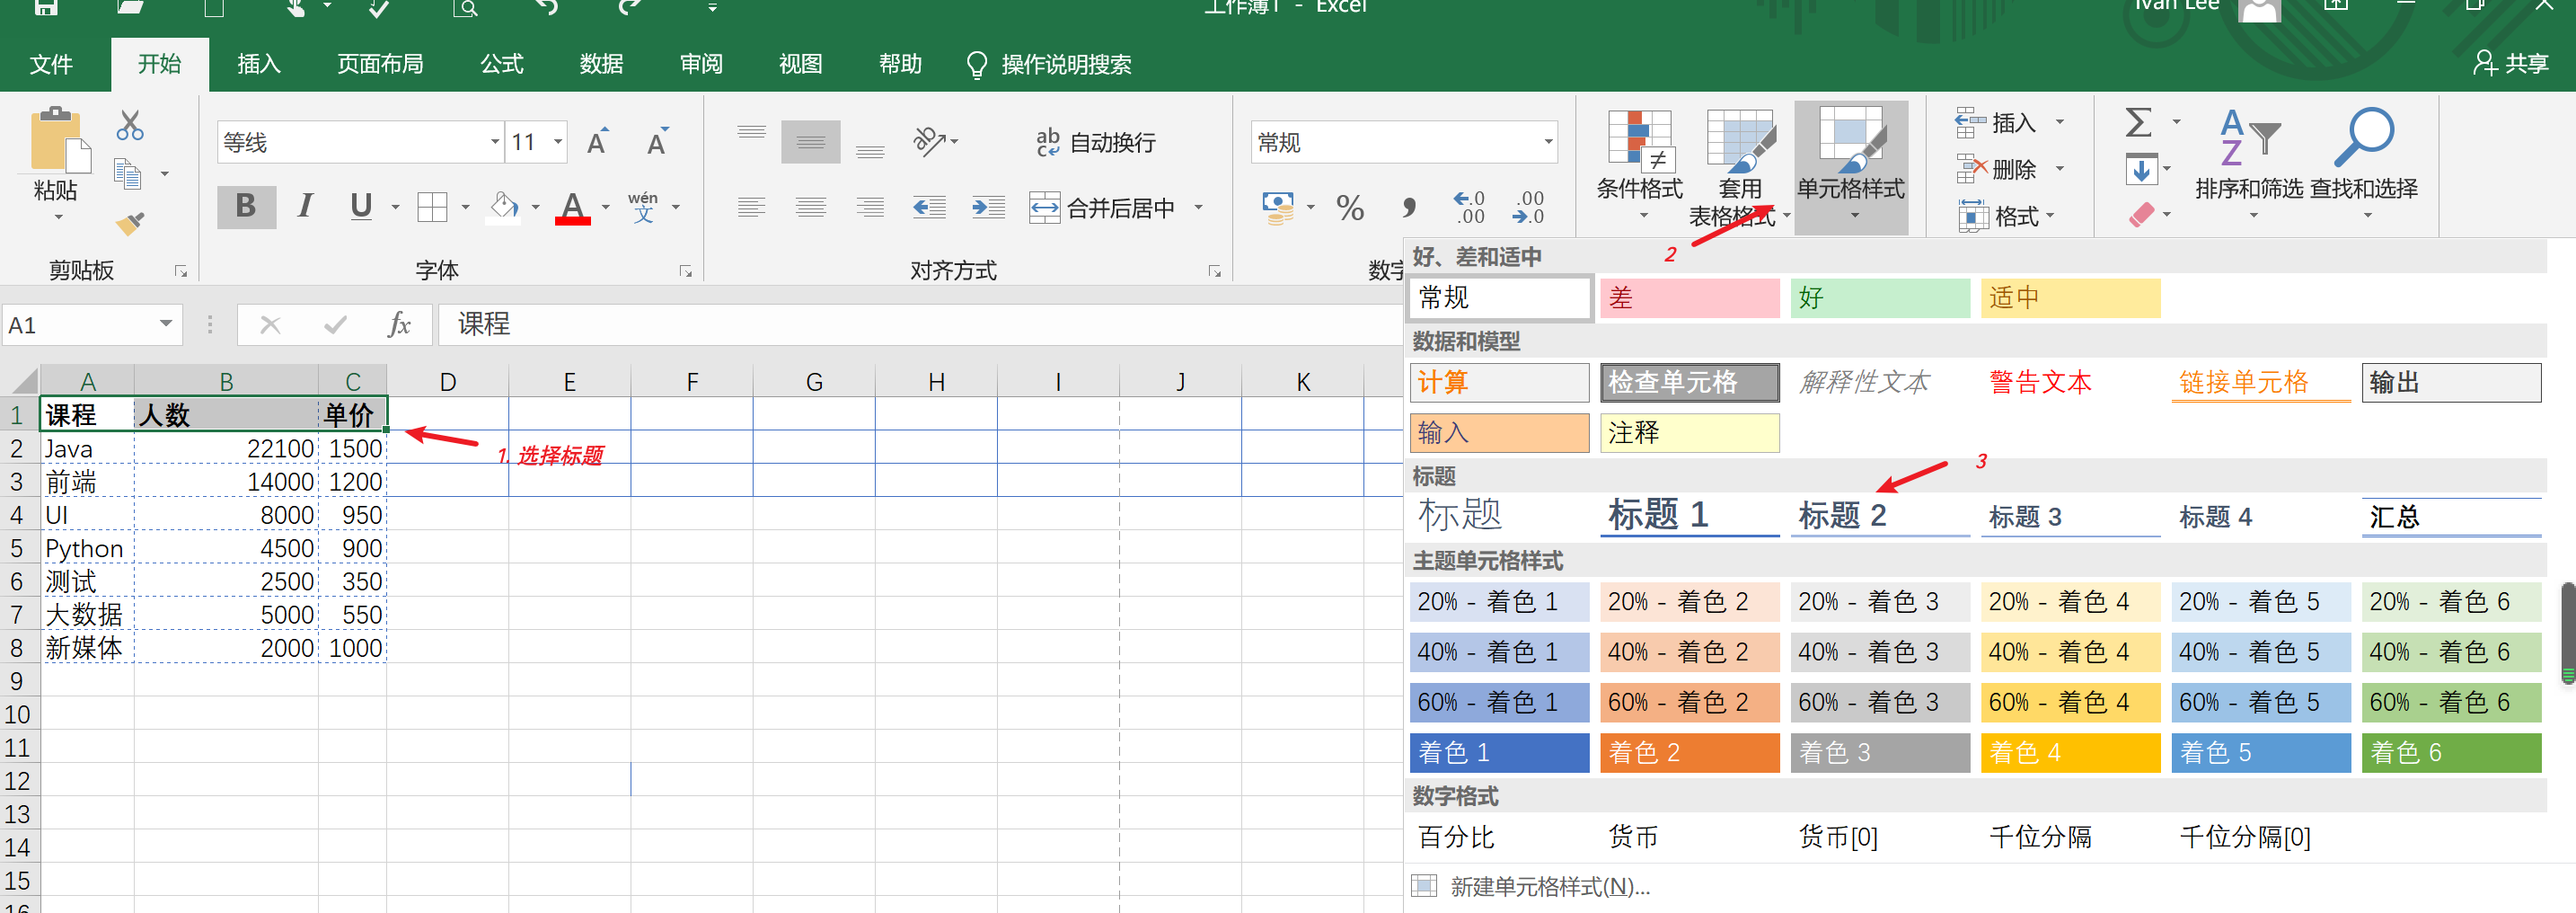 工作簿1 - Excel
Ivan Lee
文件 开始 插入 页面布局 公式 数据 审阅 视图 帮助 操作说明搜索 共享
粘贴
剪贴板
等线 11
B I U A wén 文
字体
ab c 自动换行
合并后居中
对齐方式
常规
% , .0 .00 .00 .0
数字
条件格式
套用
表格格式
单元格样式
插入
删除
格式
排序和筛选
查找和选择
A1 fx 课程
A B C D E F G H I J K
1 课程 人数 单价
2 Java 22100 1500
3 前端 14000 1200
4 UI 8000 950
5 Python 4500 900
6 测试 2500 350
7 大数据 5000 550
8 新媒体 2000 1000
9
10
11
12
13
14
15
16
1. 选择标题
2
3
好、差和适中
常规 差 好 适中
数据和模型
计算 检查单元格 解释性文本 警告文本 链接单元格 输出
输入 注释
标题
标题 标题 1 标题 2 标题 3 标题 4 汇总
主题单元格样式
20% - 着色 1 20% - 着色 2 20% - 着色 3 20% - 着色 4 20% - 着色 5 20% - 着色 6
40% - 着色 1 40% - 着色 2 40% - 着色 3 40% - 着色 4 40% - 着色 5 40% - 着色 6
60% - 着色 1 60% - 着色 2 60% - 着色 3 60% - 着色 4 60% - 着色 5 60% - 着色 6
着色 1 着色 2 着色 3 着色 4 着色 5 着色 6
数字格式
百分比 货币 货币[0] 千位分隔 千位分隔[0]
新建单元格样式(N)...